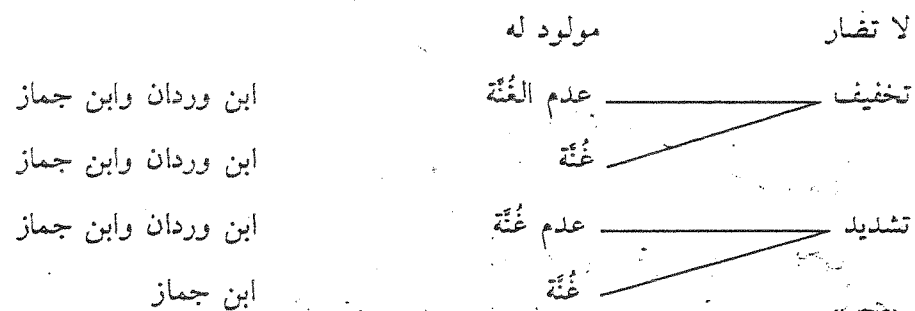 لا تضار مولود له
تخفيف عدم الغُنَّة ابن وردان وابن جماز
غُنَّة ابن وردان وابن جماز
تشديد عدم غُنَّة ابن وردان وابن جماز
غُنَّة ابن جماز